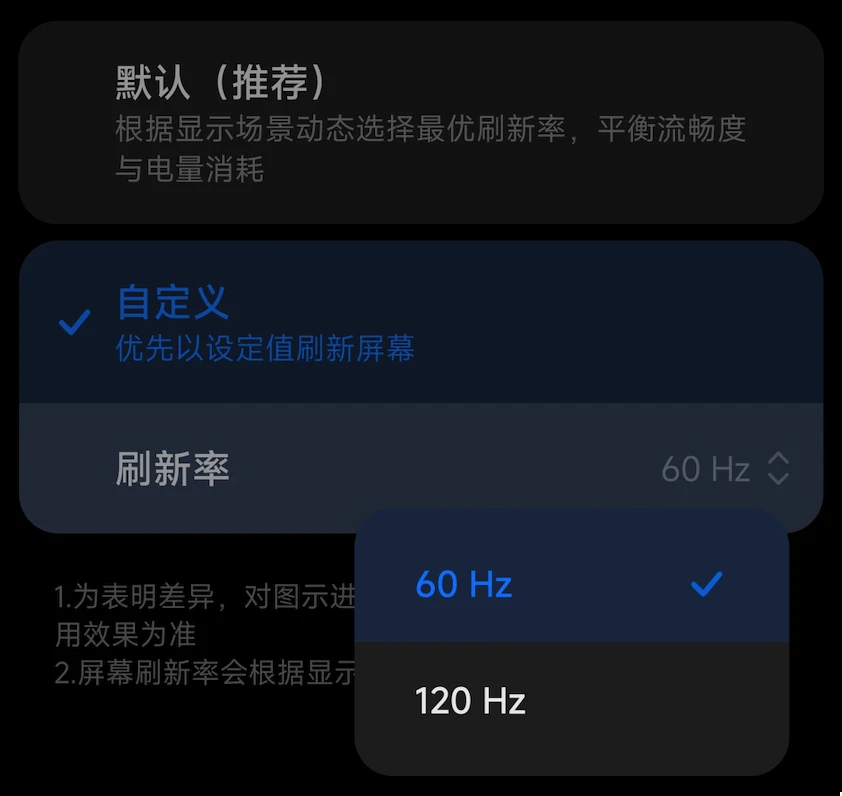 默认（推荐）
根据显示场景动态选择最优刷新率，平衡流畅度
与电量消耗
自定义
优先以设定值刷新屏幕
刷新率
60 Hz
60 Hz
120 Hz
1.为表明差异，对图示进
用效果为准
2.屏幕刷新率会根据显示